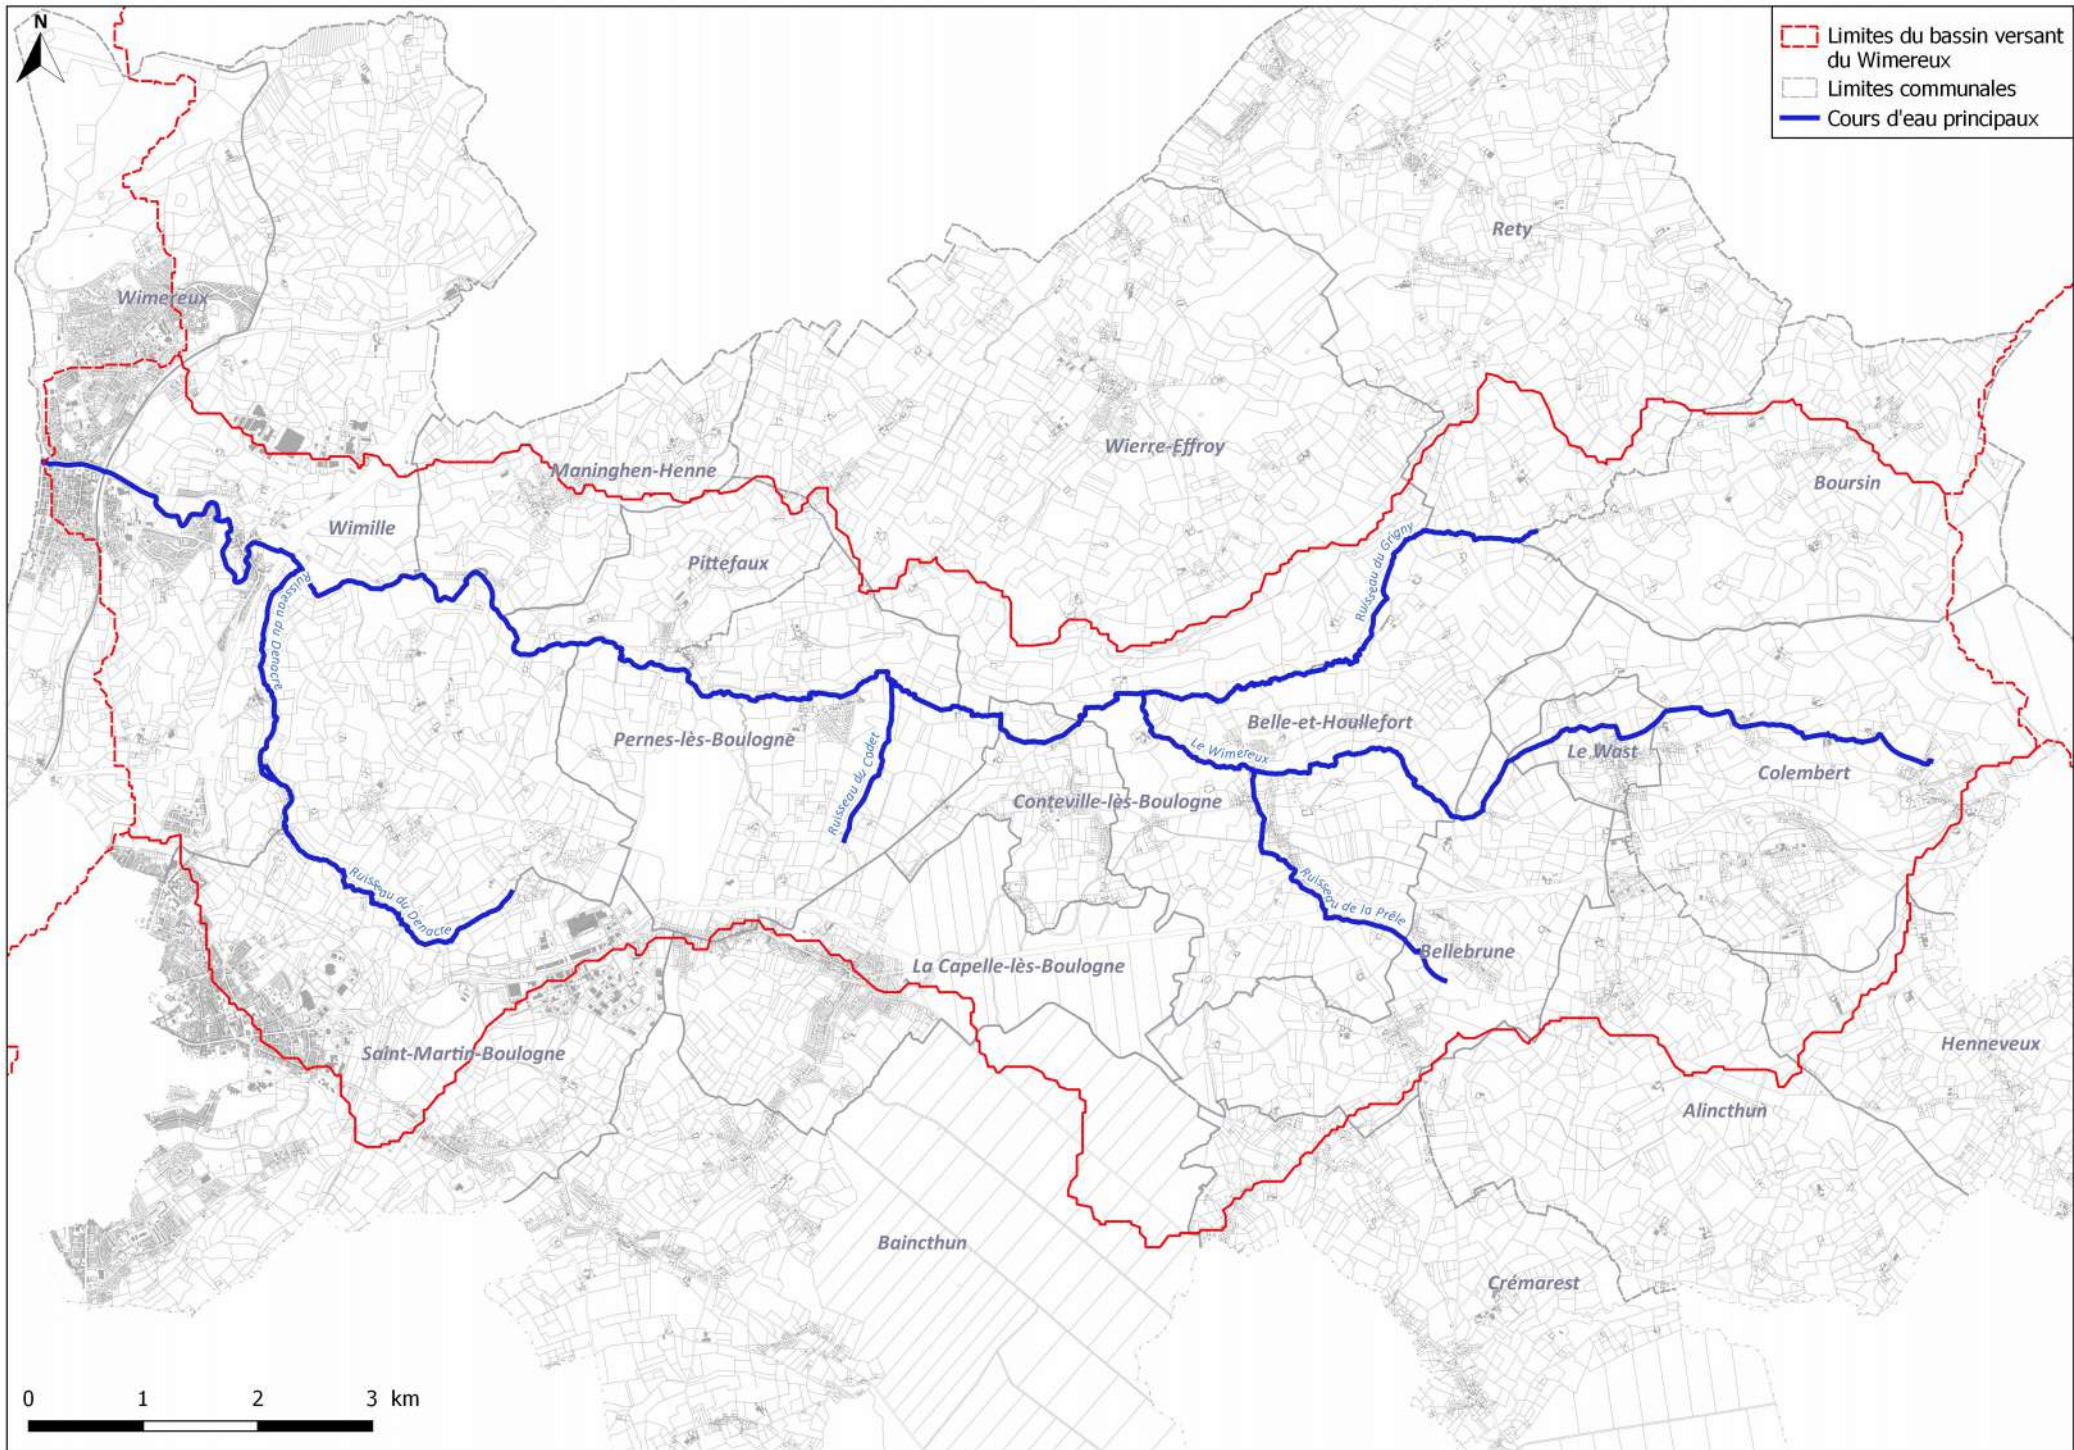 N
Limites du bassin versant
du Wimereux
Limites communales
Cours d'eau principaux
Rety
Wimereux
Wierre-Effroy
Maninghen-Henne
Boursin
Wimille
Pittefaux
Ruisseau du Grigny
Ruisseau du Denacre
Belle-et-Houllefort
Pernes-lès-Boulogne
Le Wimereux
Le Wast
Colembert
Ruisseau du Cadet
Conteville-lès-Boulogne
Ruisseau de la Prêle
Ruisseau du Denacre
Bellebrune
La Capelle-lès-Boulogne
Saint-Martin-Boulogne
Henneveux
Alincthun
Baincthun
Crémarest
0 1 2 3 km